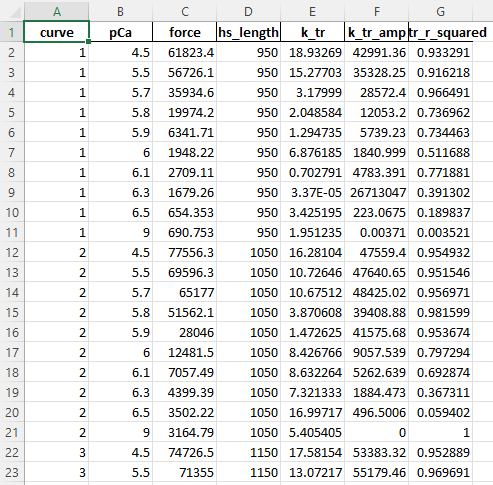 A B C D E F G
1 curve pCa force hs_length k_tr k_tr_amp tr_r_squared
2 1 4.5 61823.4 950 18.93269 42991.36 0.933291
3 1 5.5 56726.1 950 15.27703 35328.25 0.916218
4 1 5.7 35934.6 950 3.17999 28572.4 0.966491
5 1 5.8 19974.2 950 2.048584 12053.2 0.736962
6 1 5.9 6341.71 950 1.294735 5739.23 0.734463
7 1 6 1948.22 950 6.876185 1840.999 0.511688
8 1 6.1 2709.11 950 0.702791 4783.391 0.771881
9 1 6.3 1679.26 950 3.37E-05 26713047 0.391302
10 1 6.5 654.353 950 3.425195 223.0675 0.189837
11 1 9 690.753 950 1.951235 0.00371 0.003521
12 2 4.5 77556.3 1050 16.28104 47559.4 0.954932
13 2 5.5 69596.3 1050 10.72646 47640.65 0.951546
14 2 5.7 65177 1050 10.67512 48425.02 0.956971
15 2 5.8 51562.1 1050 3.870608 39408.88 0.981599
16 2 5.9 28046 1050 1.472625 41575.68 0.953674
17 2 6 12481.5 1050 8.426766 9057.539 0.797294
18 2 6.1 7057.49 1050 8.632264 5262.639 0.692874
19 2 6.3 4399.39 1050 7.321333 1884.473 0.367311
20 2 6.5 3502.22 1050 16.99717 496.5006 0.059402
21 2 9 3164.79 1050 5.405405 0 1
22 3 4.5 74726.5 1150 17.58154 53383.32 0.952889
23 3 5.5 71355 1150 13.07217 55179.46 0.969691